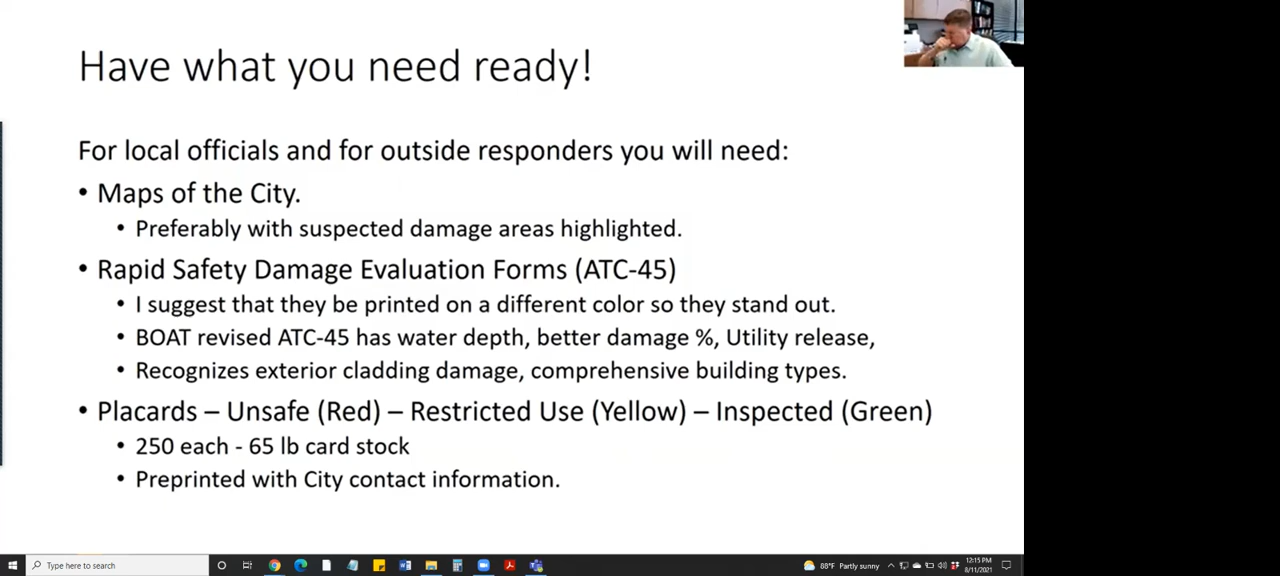 Have what you need ready!
For local officials and for outside responders you will need:
• Maps of the City.
• Preferably with suspected damage areas highlighted.
• Rapid Safety Damage Evaluation Forms (ATC-45)
• I suggest that they be printed on a different color so they stand out.
• BOAT revised ATC-45 has water depth, better damage %, Utility release,
• Recognizes exterior cladding damage, comprehensive building types.
• Placards – Unsafe (Red) – Restricted Use (Yellow) – Inspected (Green)
• 250 each - 65 lb card stock
• Preprinted with City contact information.
Type here to search
88°F Partly sunny
12:15 PM
8/11/2021